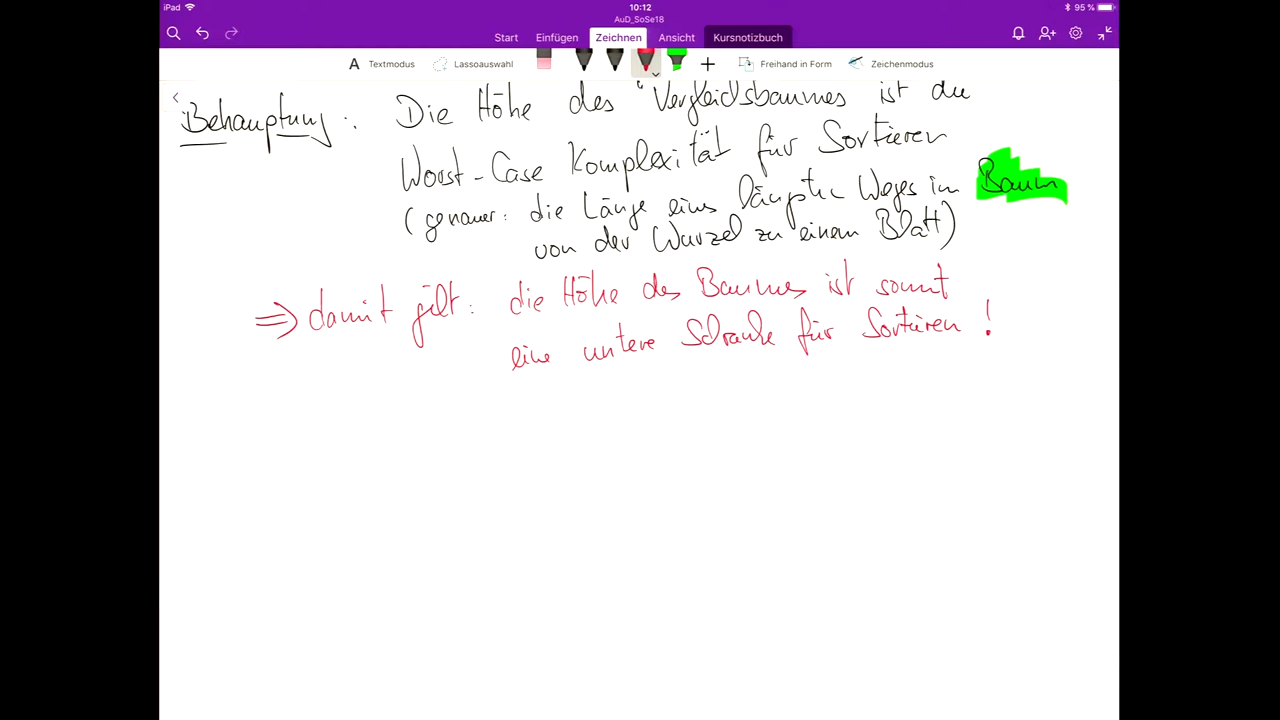 iPad 10:12 95 %
AuD_SoSe18
Start Einfügen Zeichnen Ansicht Kursnotizbuch
A Textmodus Lassoauswahl Freihand in Form Zeichenmodus
Behauptung: Die Höhe des "Vergleichsbaumes ist die
Worst-Case Komplexität für Sortieren
(genauer: die Länge eines längsten Weges im Baum
von der Wurzel zu einem Blatt)
⇒ damit gilt: die Höhe des Baumes ist somit
eine untere Schranke für Sortieren!